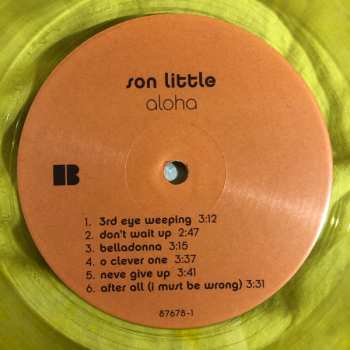 son little
aloha
B
1. 3rd eye weeping 3:12
2. don't wait up 2:47
3. belladonna 3:15
4. o clever one 3:37
5. neve give up 3:41
6. after all (i must be wrong) 3:31
87678-1